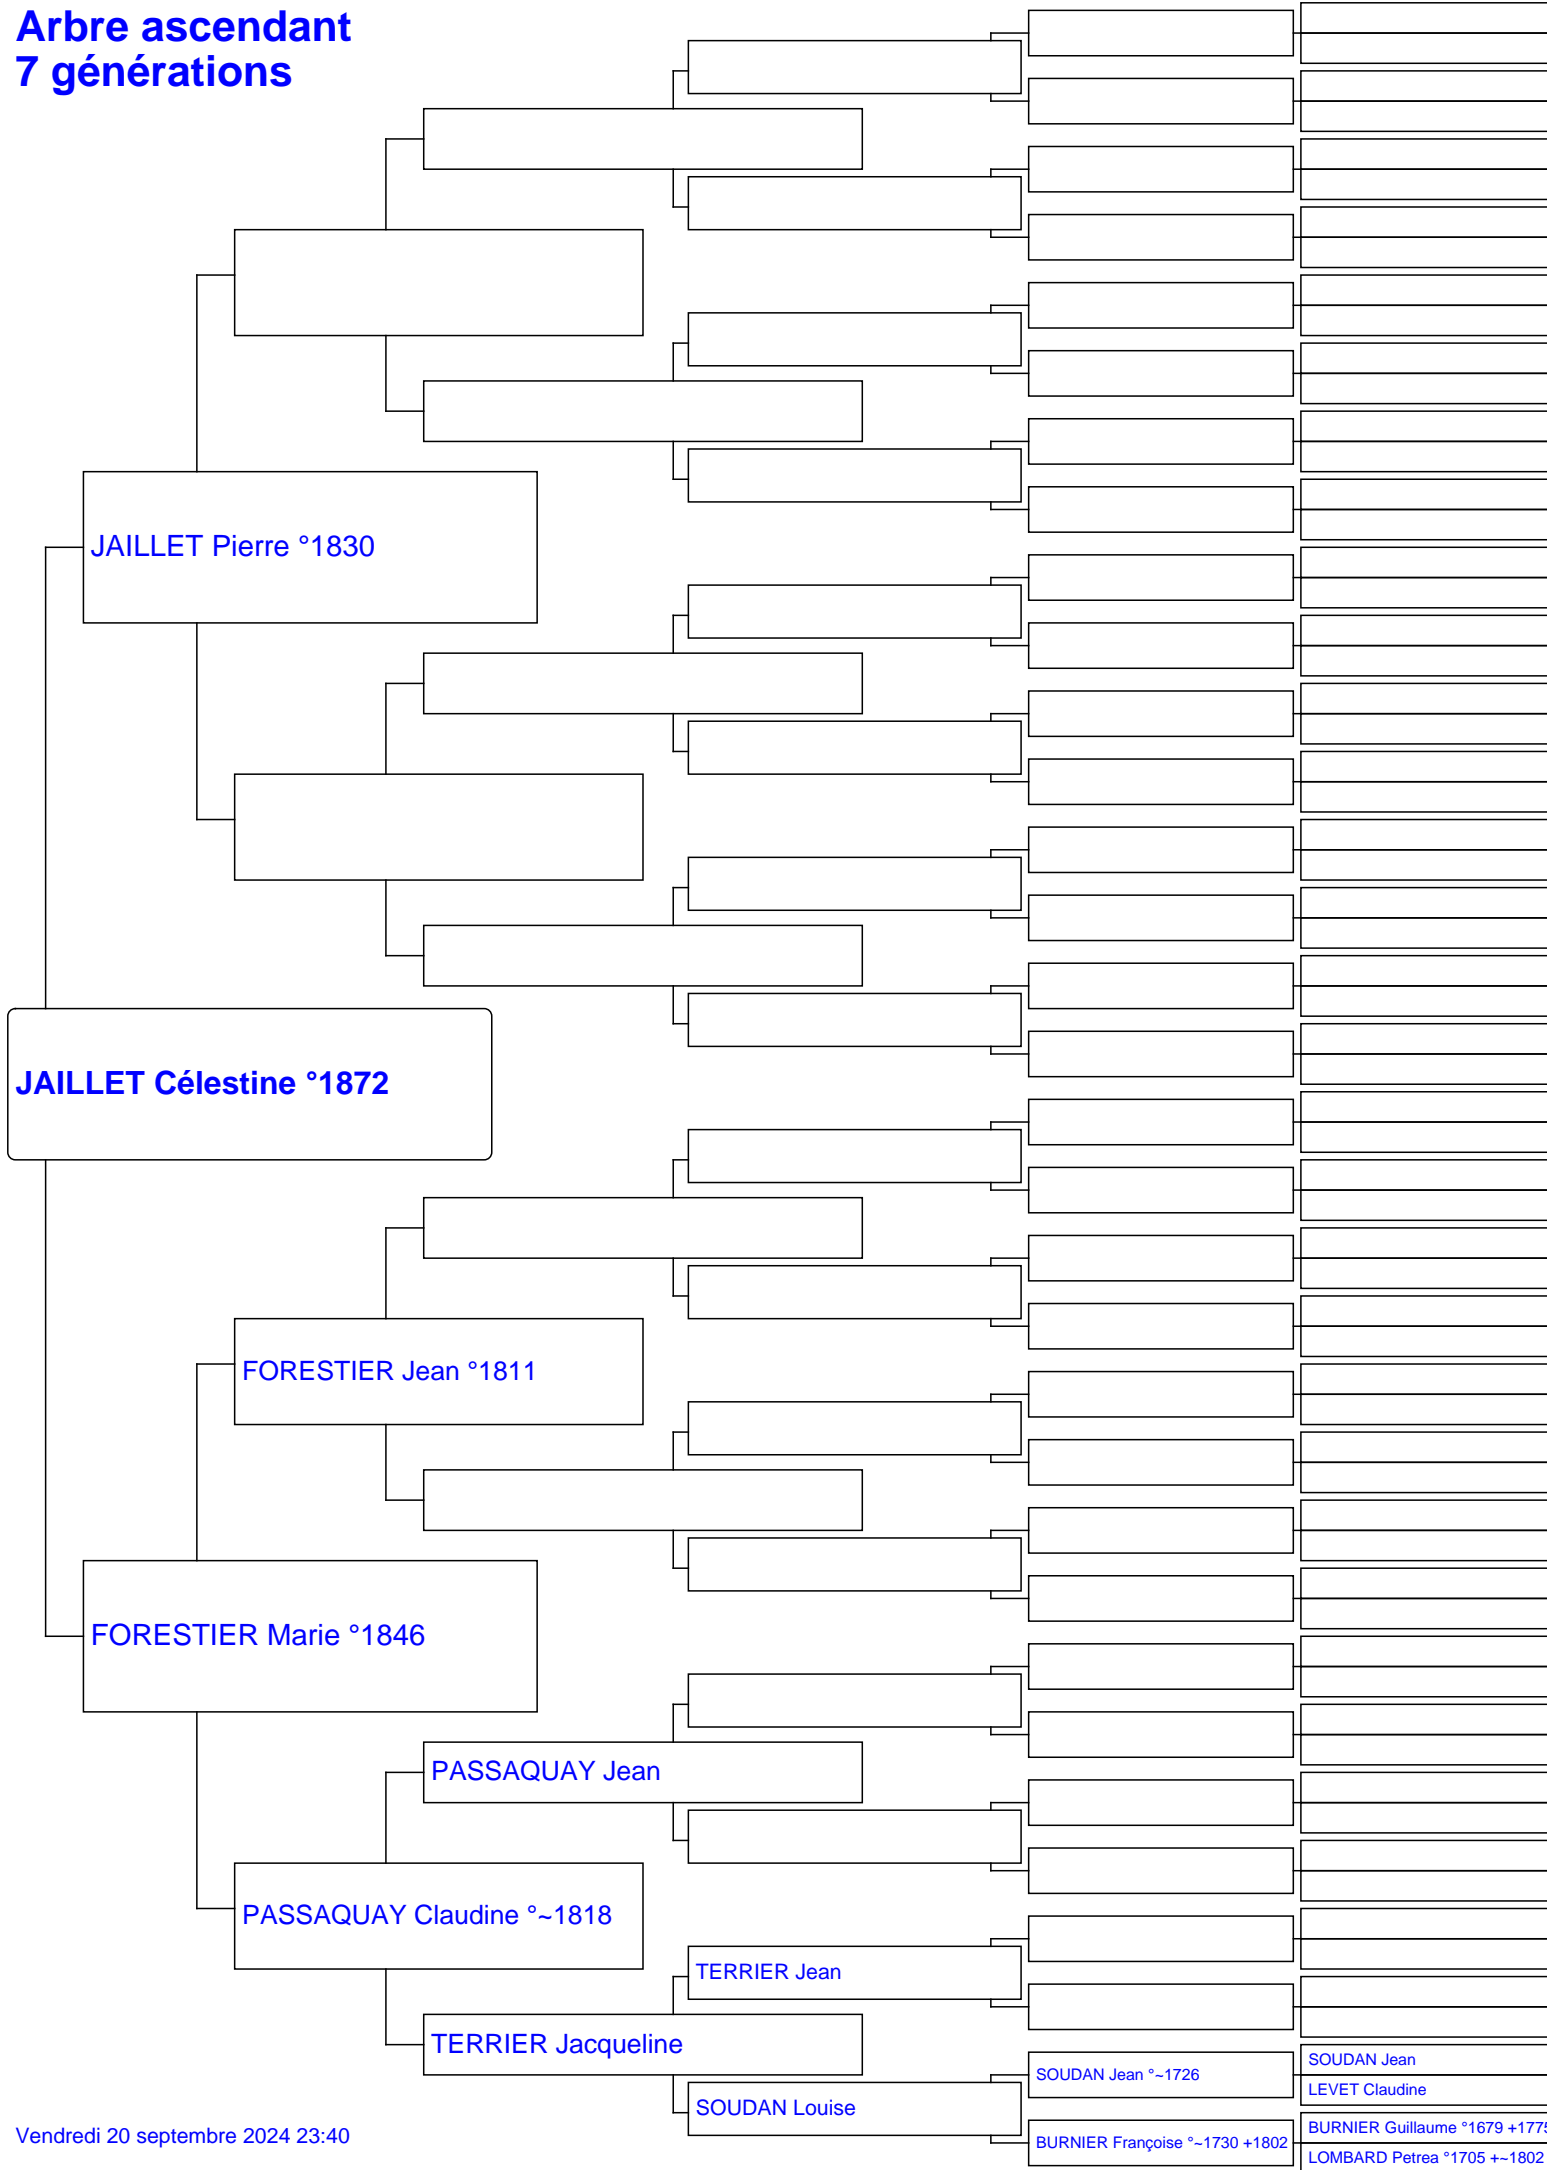 Arbre ascendant
7 générations
JAILLET Pierre °1830
JAILLET Célestine °1872
FORESTIER Jean °1811
FORESTIER Marie °1846
PASSAQUAY Jean
PASSAQUAY Claudine °~1818
TERRIER Jean
TERRIER Jacqueline
SOUDAN Louise
SOUDAN Jean °~1726
SOUDAN Jean
LEVET Claudine
BURNIER Françoise °~1730 +1802
BURNIER Guillaume °1679 +1775
LOMBARD Petrea °1705 +~1802
Vendredi 20 septembre 2024 23:40